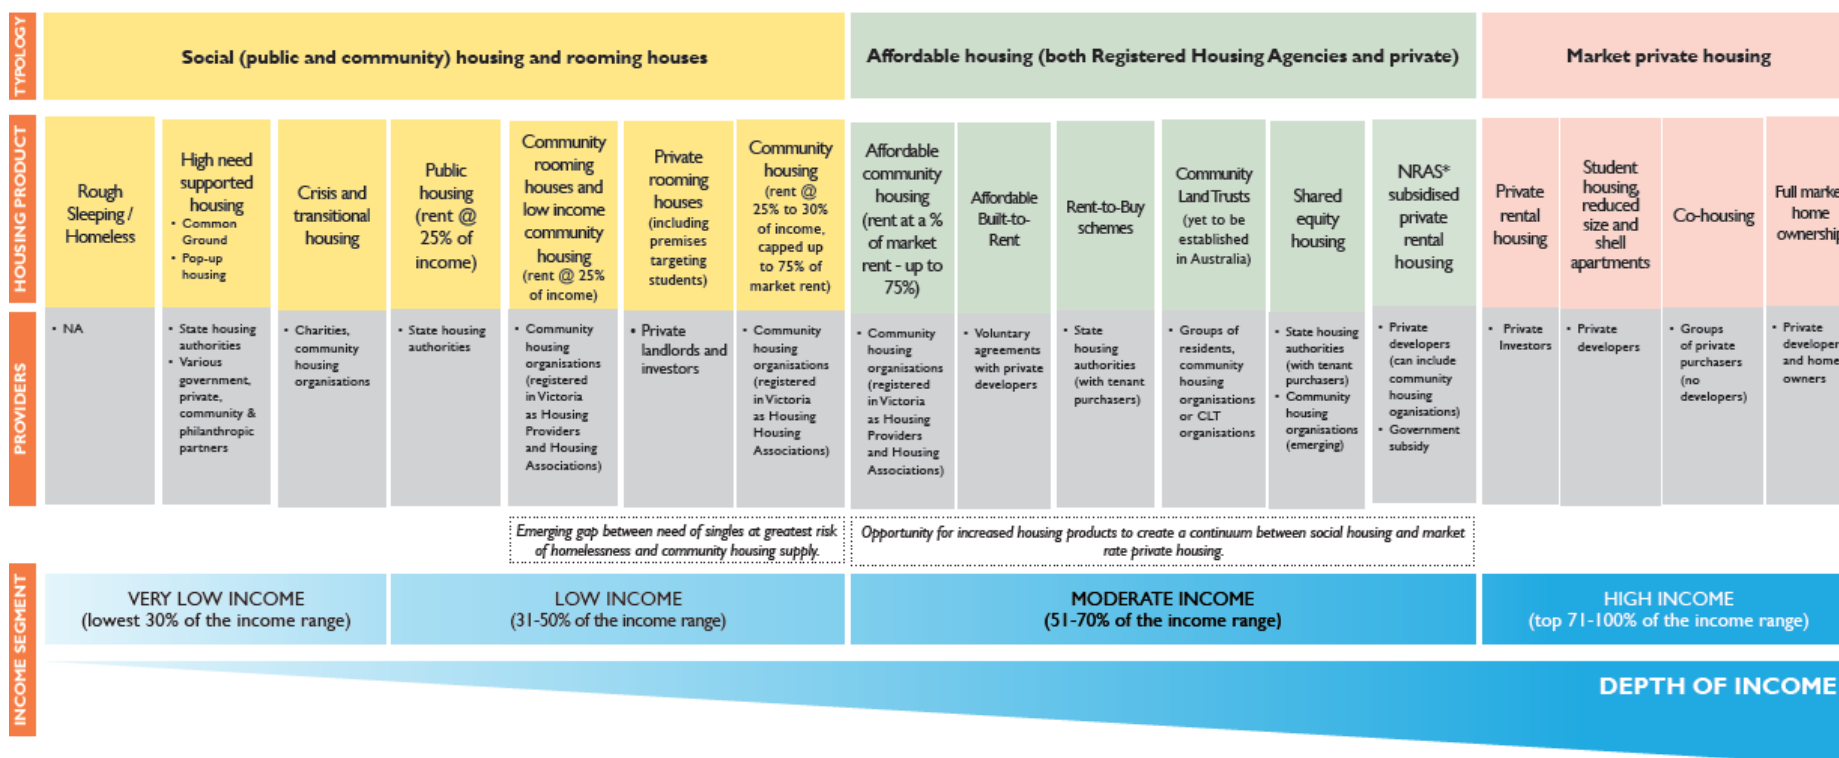 TYPOLOGY
Social (public and community) housing and rooming houses
Affordable housing (both Registered Housing Agencies and private)
Market private housing
HOUSING PRODUCT
Rough
Sleeping /
Homeless
High need
supported
housing
• Common
Ground
• Pop-up
housing
Crisis and
transitional
housing
Public
housing
(rent @
25% of
income)
Community
rooming
houses and
low income
community
housing
(rent @ 25%
of income)
Private
rooming
houses
(including
premises
targeting
students)
Community
housing
(rent @
25% to 30%
of income,
capped up
to 75% of
market rent)
Affordable
community
housing
(rent at a %
of market
rent - up to
75%)
Affordable
Built-to-
Rent
Rent-to-Buy
schemes
Community
Land Trusts
(yet to be
established
in Australia)
Shared
equity
housing
NRAS*
subsidised
private
rental
housing
Private
rental
housing
Student
housing,
reduced
size and
shell
apartments
Co-housing
Full marke
home
ownership
PROVIDERS
• NA
• State housing
authorities
• Various
government,
private,
community &
philanthropic
partners
• Charities,
community
housing
organisations
• State housing
authorities
• Community
housing
organisations
(registered
in Victoria
as Housing
Providers
and Housing
Associations)
• Private
landlords and
investors
• Community
housing
organisations
(registered
in Victoria
as Housing
Housing
Associations)
• Community
housing
organisations
(registered
in Victoria
as Housing
Providers
and Housing
Associations)
• Voluntary
agreements
with private
developers
• State
housing
authorities
(with tenant
purchasers)
• Groups of
residents,
community
housing
organisations
or CLT
organisations
• State housing
authorities
(with tenant
purchasers)
• Community
housing
organisations
(emerging)
• Private
developers
(can include
community
housing
oganisations)
• Government
subsidy
• Private
Investors
• Private
developers
• Groups
of private
purchasers
(no
developers)
• Private
developer
and home
owners
Emerging gap between need of singles at greatest risk
of homelessness and community housing supply.
Opportunity for increased housing products to create a continuum between social housing and market
rate private housing.
INCOME SEGMENT
VERY LOW INCOME
(lowest 30% of the income range)
LOW INCOME
(31-50% of the income range)
MODERATE INCOME
(51-70% of the income range)
HIGH INCOME
(top 71-100% of the income range)
DEPTH OF INCOME